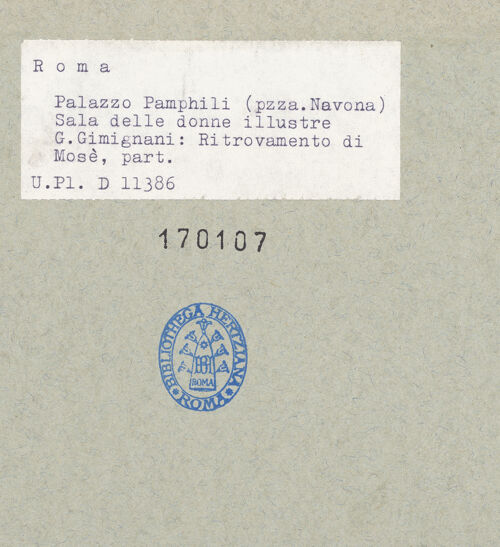 Roma
Palazzo Pamphili (pzza.Navona)
Sala delle donne illustre
G.Gimignani: Ritrovamento di
Mosè, part.
U.Pl. D 11386
170107
BIBLIOTHECA HERTZIANA
ROMA
ROMA